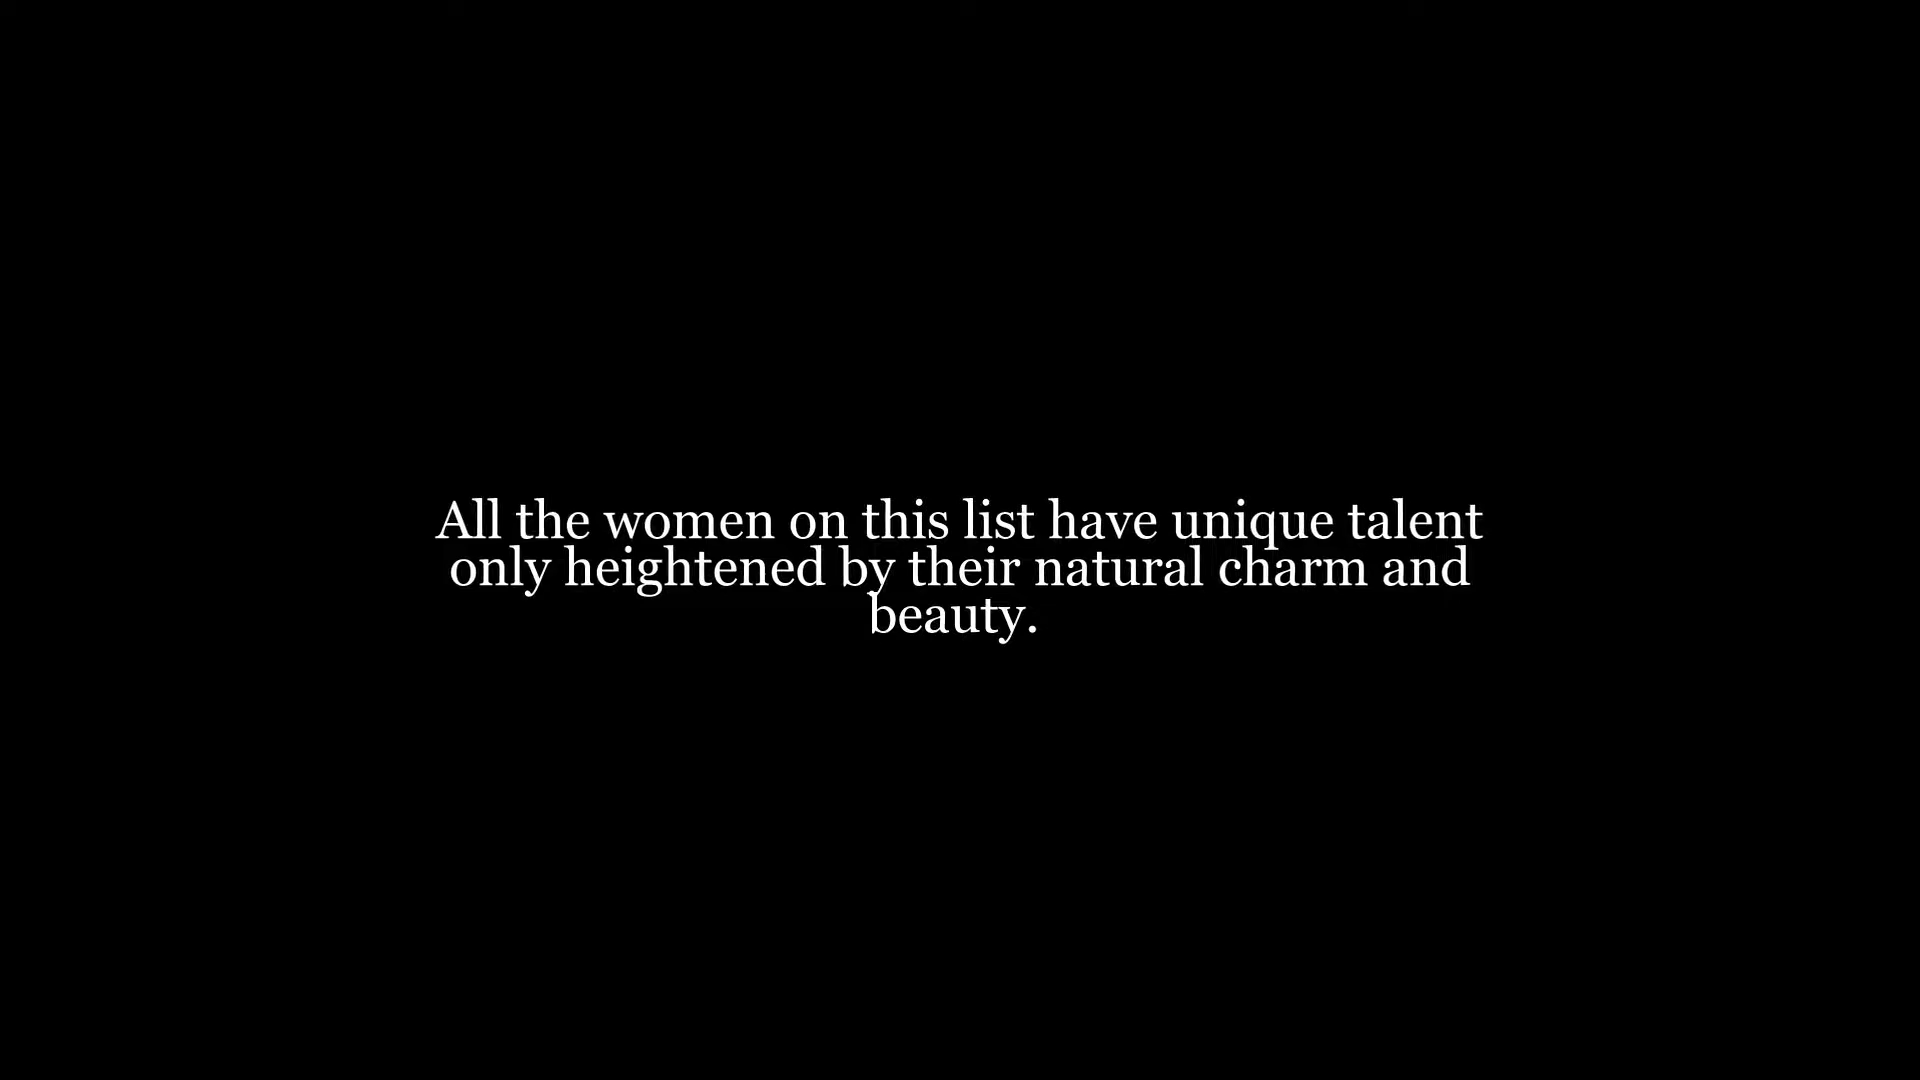 All the women on this list have unique talent
only heightened by their natural charm and
beauty.